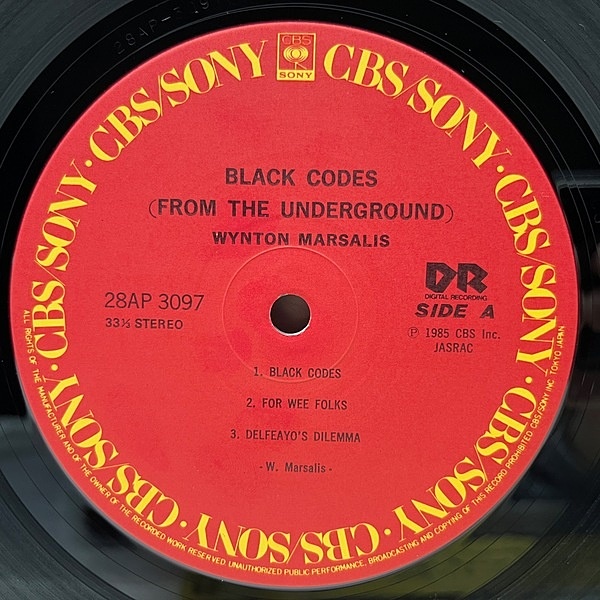 CBS
SONY
CBS/SONY · CBS/SONY · CBS/SONY · CBS/SONY · CBS/SONY · CBS/SONY · CBS/SONY
BLACK CODES
(FROM THE UNDERGROUND)
WYNTON MARSALIS
28AP 3097
33⅓ STEREO
DR
DIGITAL RECORDING
SIDE A
℗ 1985 CBS Inc.
JASRAC
1. BLACK CODES
2. FOR WEE FOLKS
3. DELFEAYO'S DILEMMA
- W. Marsalis -
ALL RIGHTS OF THE MANUFACTURER AND OF THE OWNER OF THE RECORDED WORK RESERVED. UNAUTHORIZED PUBLIC PERFORMANCE, BROADCASTING AND COPYING OF THIS RECORD PROHIBITED. CBS/SONY INC. TOKYO JAPAN